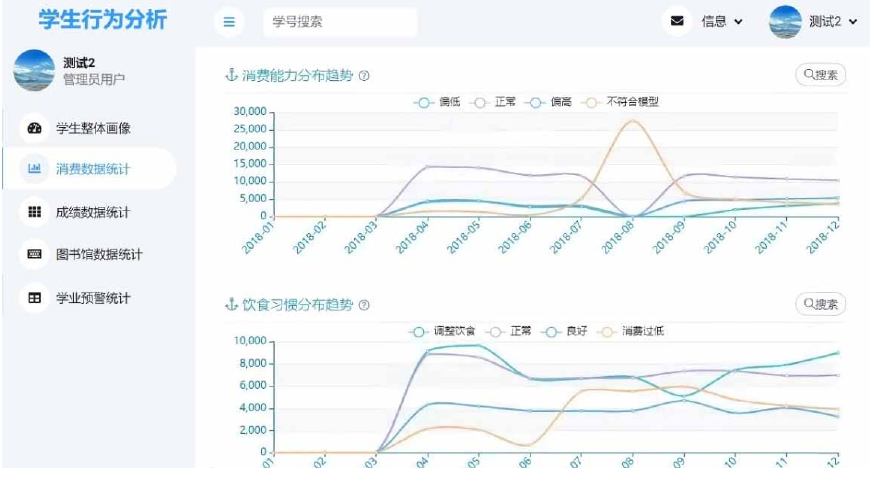 学生行为分析
学号搜索
信息
测试2
测试2
管理员用户
学生整体画像
消费数据统计
成绩数据统计
图书馆数据统计
学业预警统计
消费能力分布趋势
搜索
偏低 正常 偏高 不符合模型
30,000
25,000
20,000
15,000
10,000
5,000
0
2018-01 2018-02 2018-03 2018-04 2018-05 2018-06 2018-07 2018-08 2018-09 2018-10 2018-11 2018-12
饮食习惯分布趋势
搜索
调整饮食 正常 良好 消费过低
10,000
8,000
6,000
4,000
2,000
0
01 02 03 04 05 06 07 08 09 10 11 12